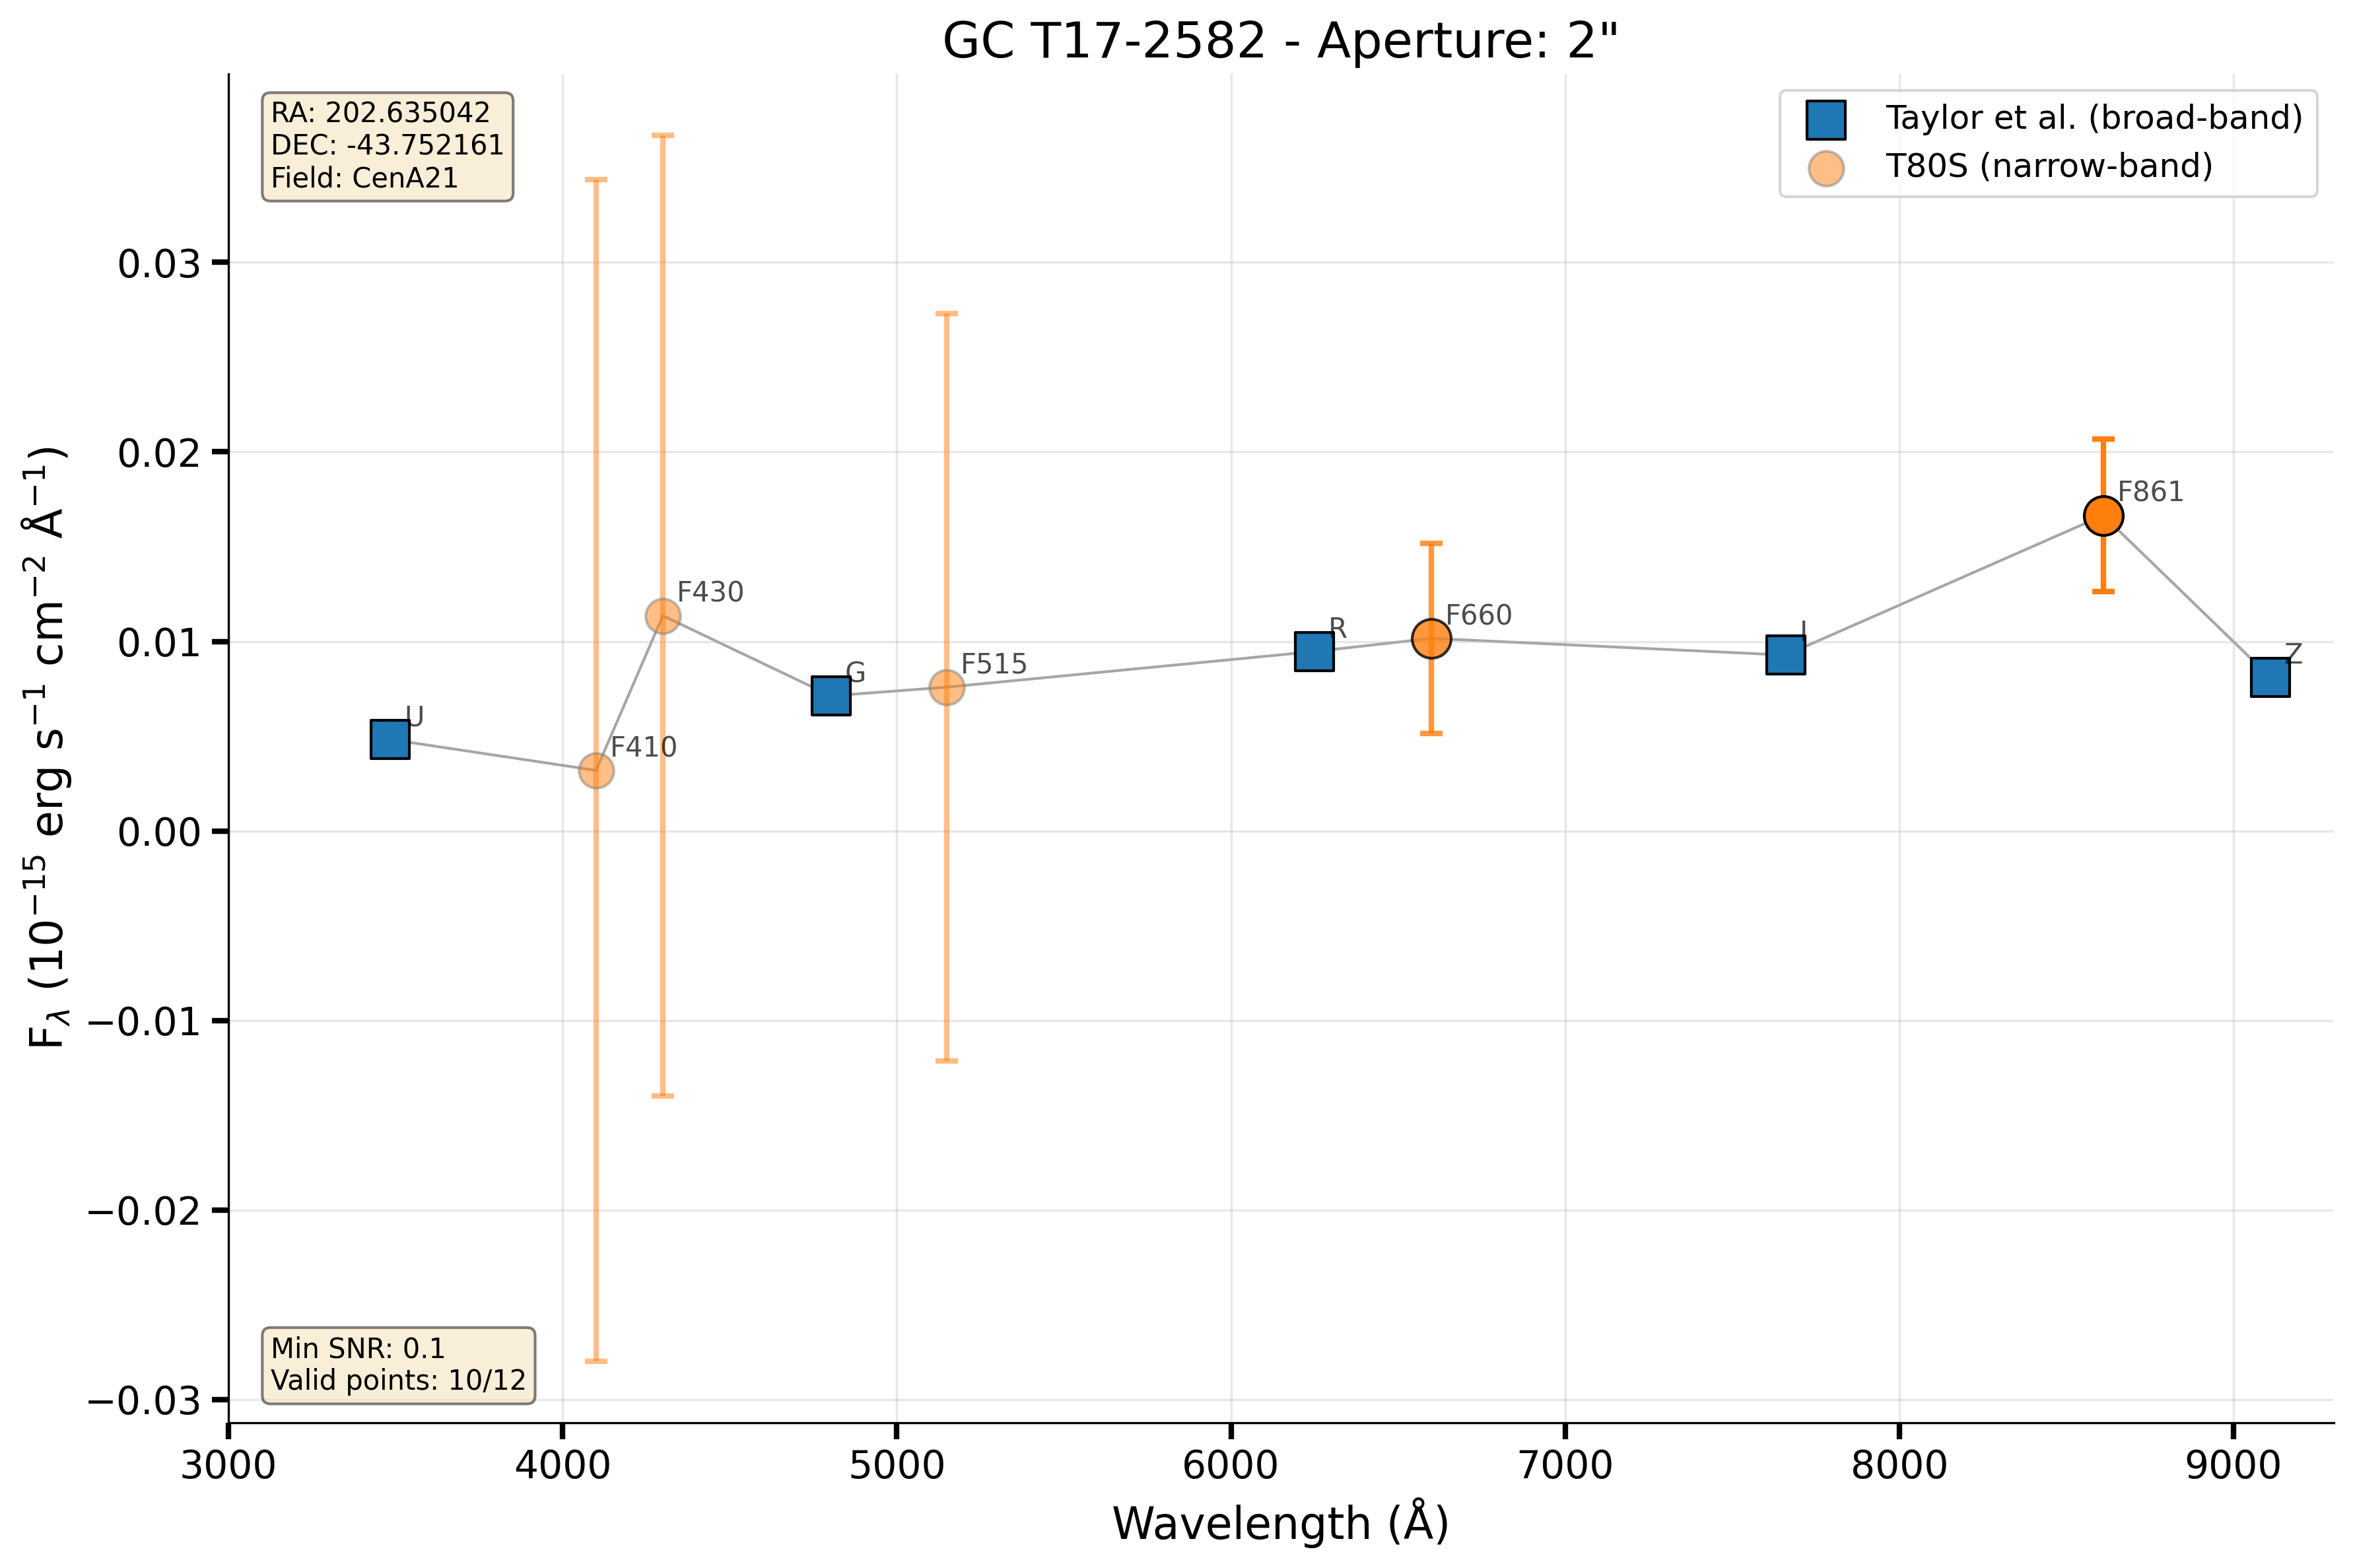 GC T17-2582 - Aperture: 2"
RA: 202.635042
DEC: -43.752161
Field: CenA21
Taylor et al. (broad-band)
T80S (narrow-band)
F_λ (10⁻¹⁵ erg s⁻¹ cm⁻² Å⁻¹)
0.03
0.02
0.01
0.00
−0.01
−0.02
−0.03
U
F410
F430
G
F515
R
F660
I
F861
Z
Min SNR: 0.1
Valid points: 10/12
3000 4000 5000 6000 7000 8000 9000
Wavelength (Å)